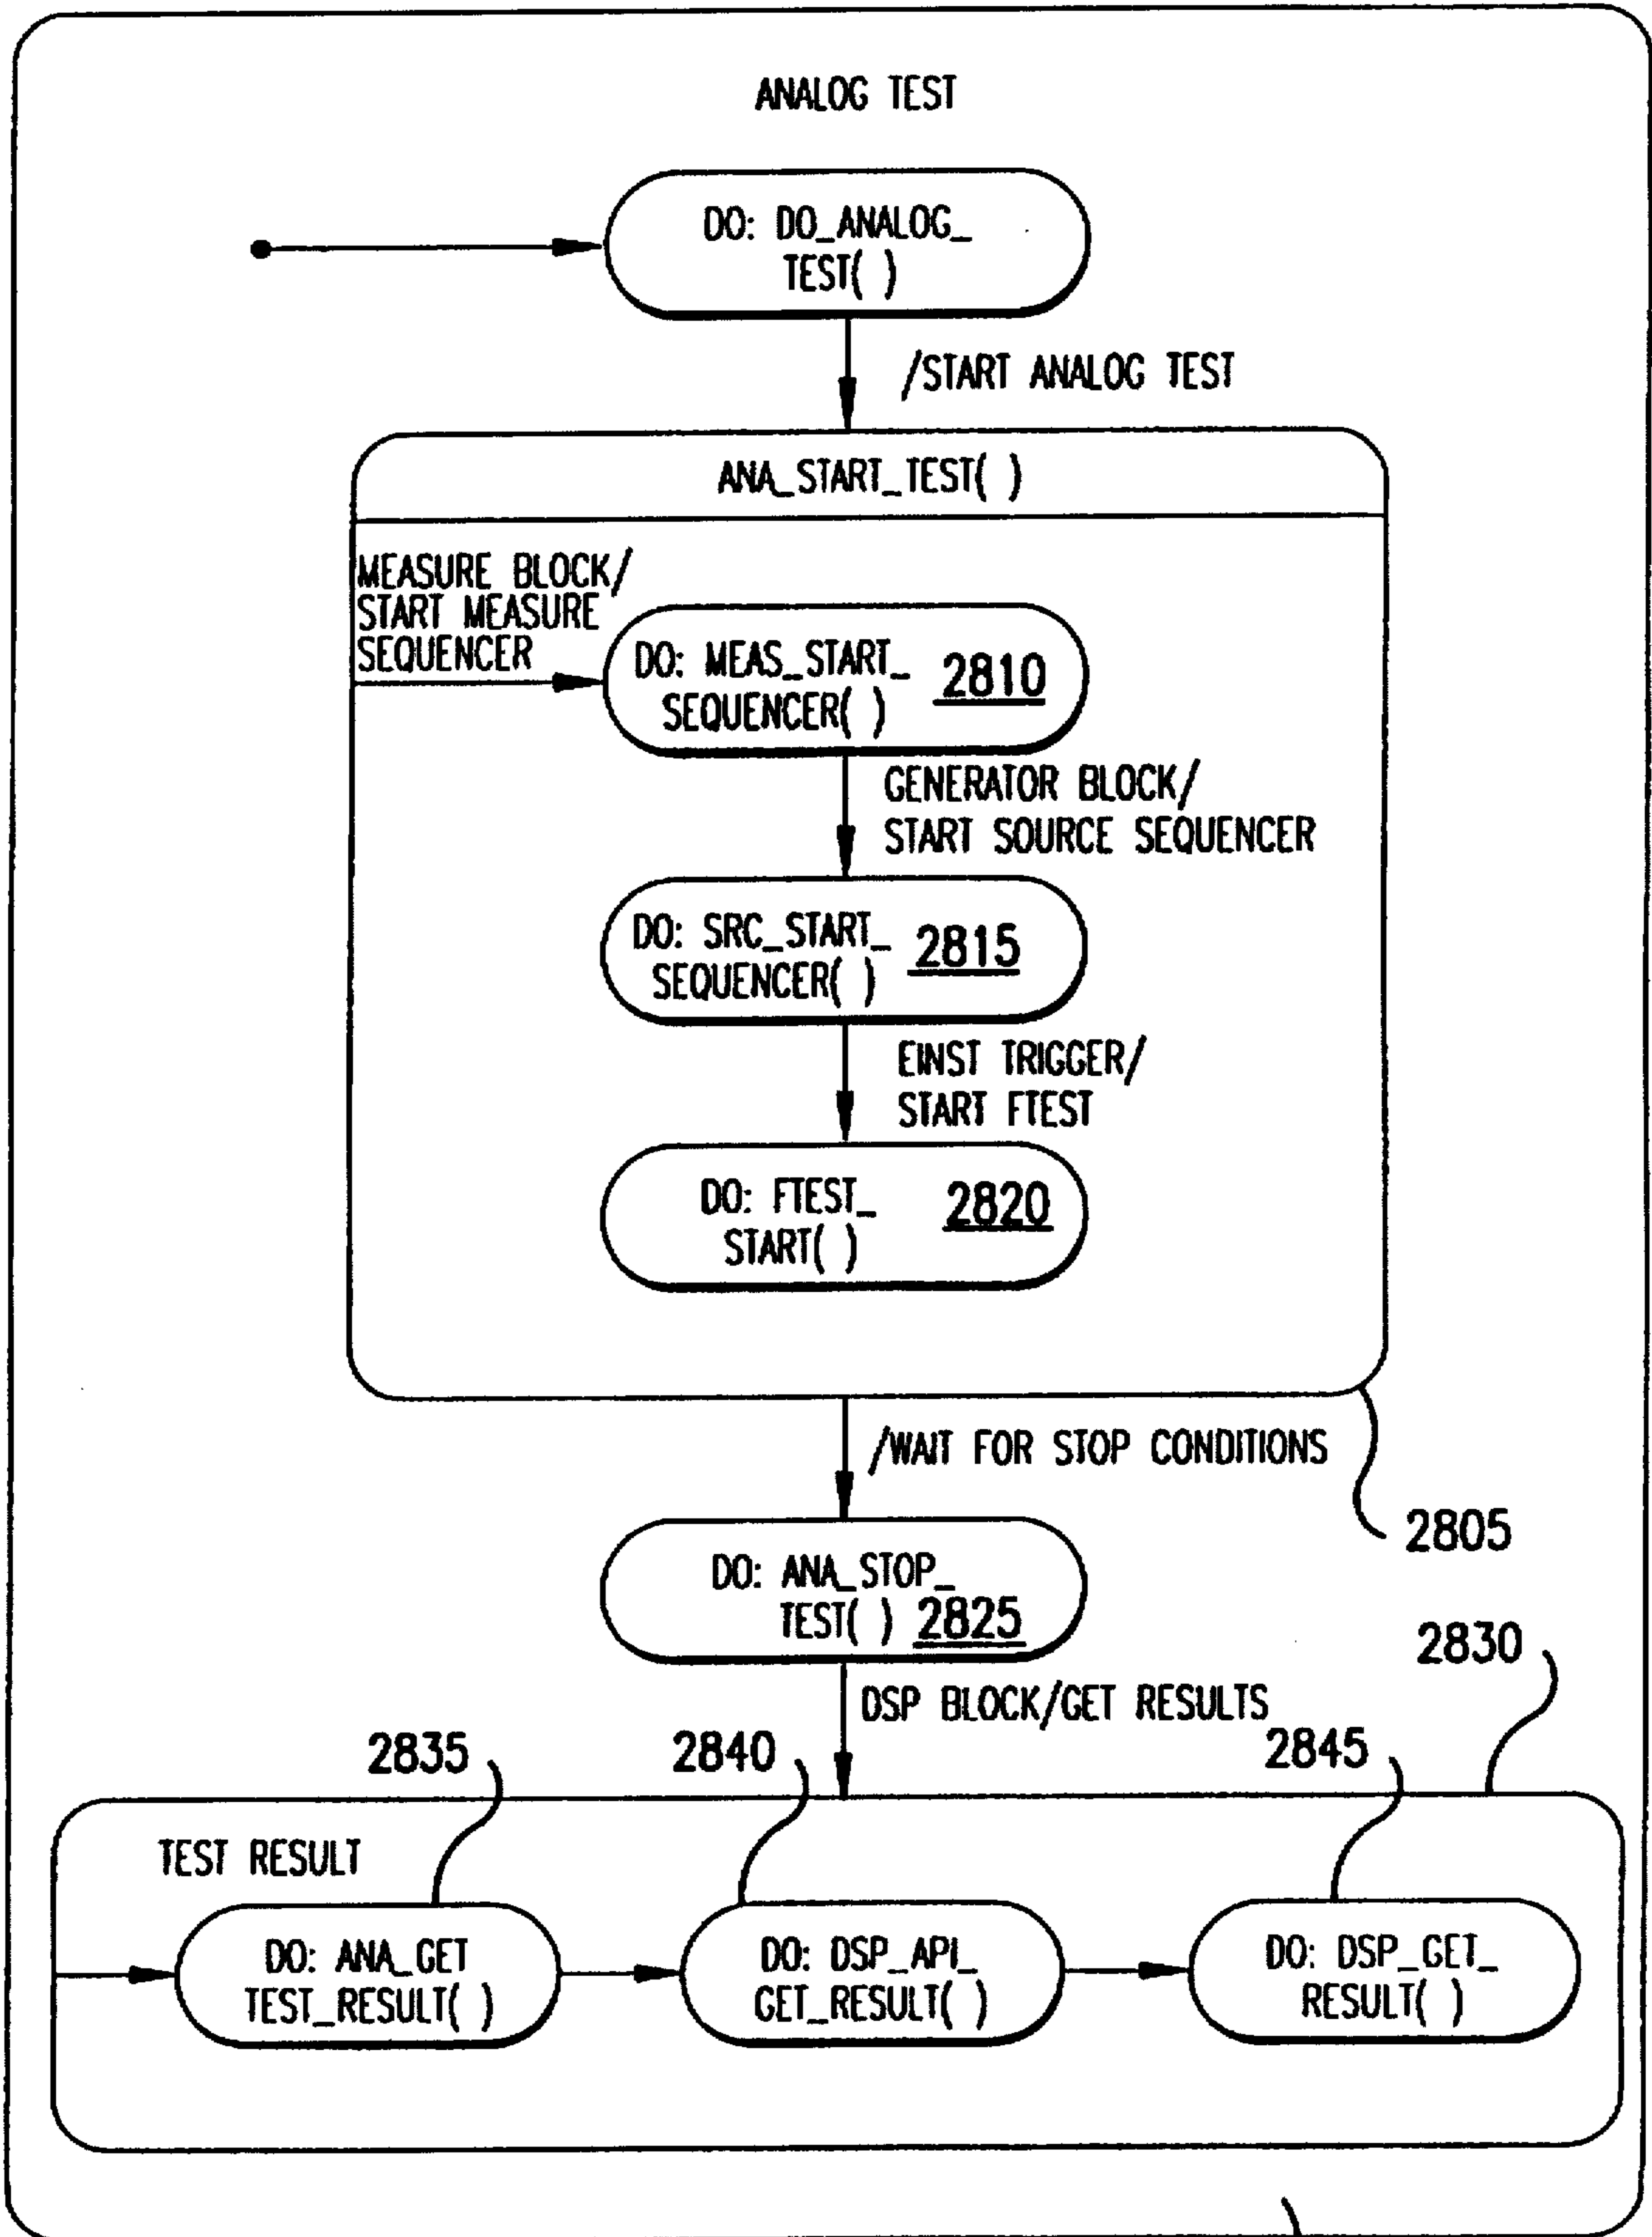 ANALOG TEST
DO: DO_ANALOG_
TEST( )
/START ANALOG TEST
ANA_START_TEST( )
MEASURE BLOCK/
START MEASURE
SEQUENCER
DO: MEAS_START_
SEQUENCER( )
2810
GENERATOR BLOCK/
START SOURCE SEQUENCER
DO: SRC_START_
SEQUENCER( )
2815
EINST TRIGGER/
START FTEST
DO: FTEST_
START( )
2820
/WAIT FOR STOP CONDITIONS
2805
DO: ANA_STOP_
TEST( ) 2825
2830
DSP BLOCK/GET RESULTS
2835
2840
2845
TEST RESULT
DO: ANA_GET
TEST_RESULT( )
DO: DSP_API_
GET_RESULT( )
DO: DSP_GET_
RESULT( )